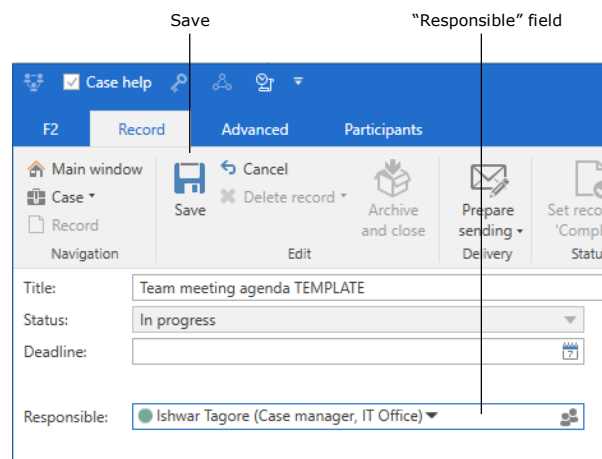 Save “Responsible” field
Case help
F2 Record Advanced Participants
Main window Cancel
Case Delete record
Record Save Archive and close Prepare sending Set reco 'Compl
Navigation Edit Delivery Statu
Title: Team meeting agenda TEMPLATE
Status: In progress
Deadline:
7
Responsible: Ishwar Tagore (Case manager, IT Office)